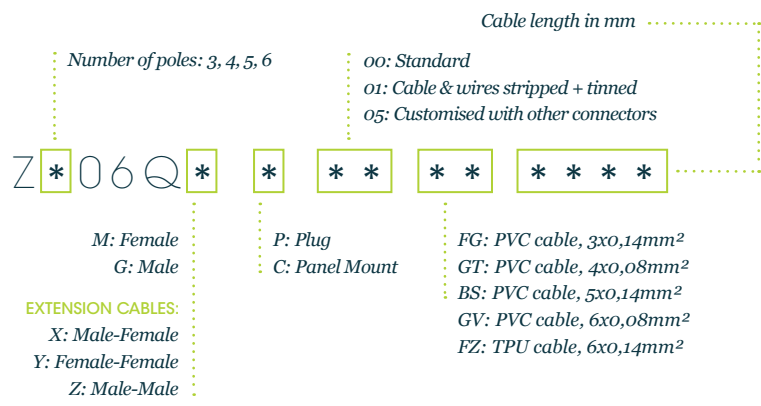 Cable length in mm
Number of poles: 3, 4, 5, 6
00: Standard
01: Cable & wires stripped + tinned
05: Customised with other connectors
Z * 06Q * * * * * * * * * *
M: Female
G: Male
P: Plug
C: Panel Mount
FG: PVC cable, 3x0,14mm²
GT: PVC cable, 4x0,08mm²
BS: PVC cable, 5x0,14mm²
GV: PVC cable, 6x0,08mm²
FZ: TPU cable, 6x0,14mm²
EXTENSION CABLES:
X: Male-Female
Y: Female-Female
Z: Male-Male